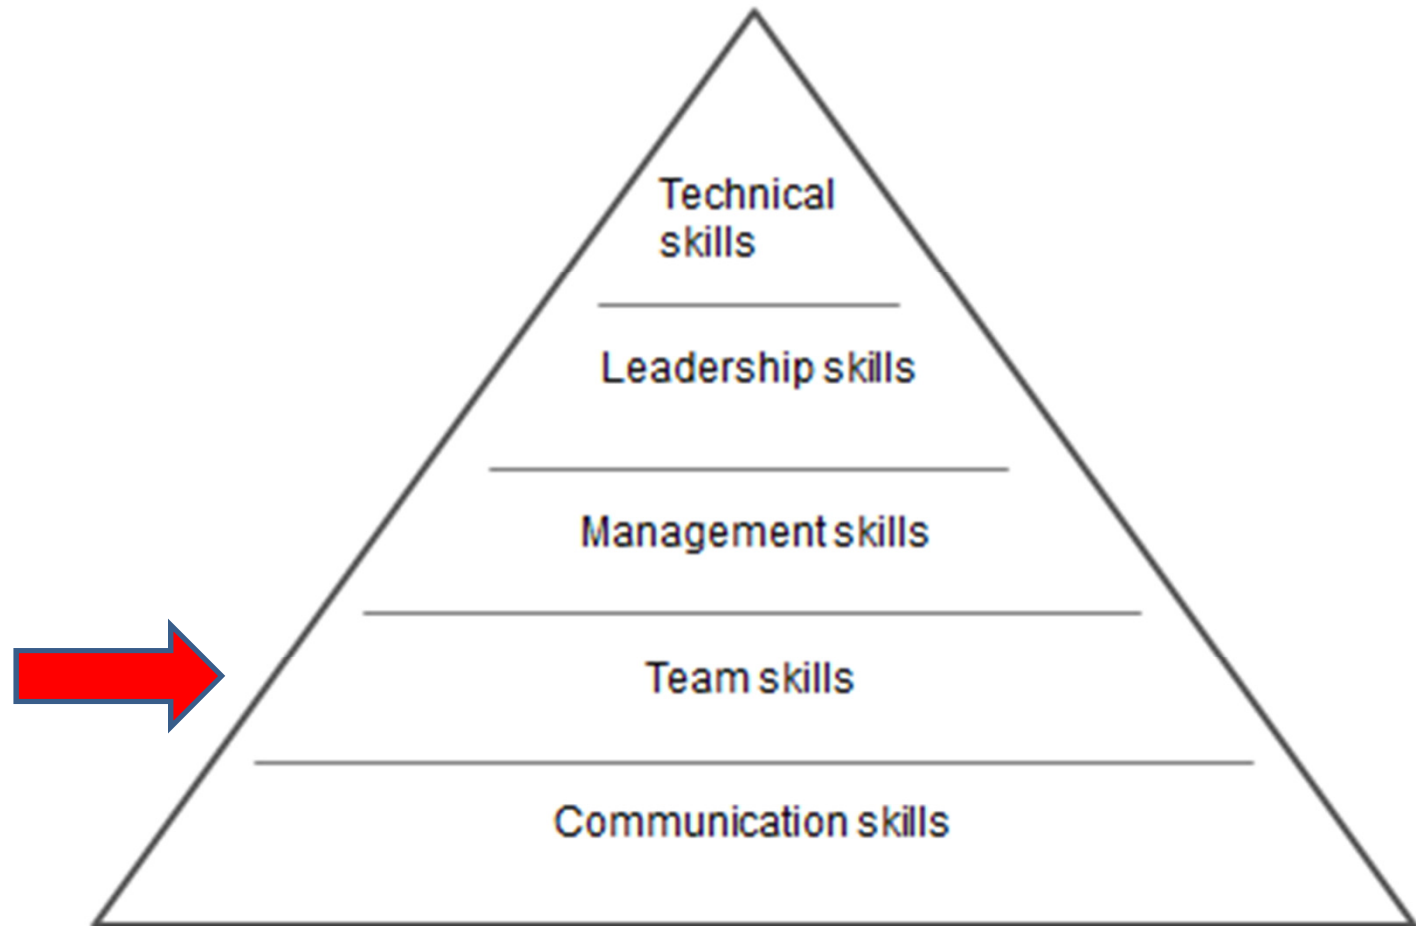 Technical
skills
Leadership skills
Management skills
Team skills
Communication skills